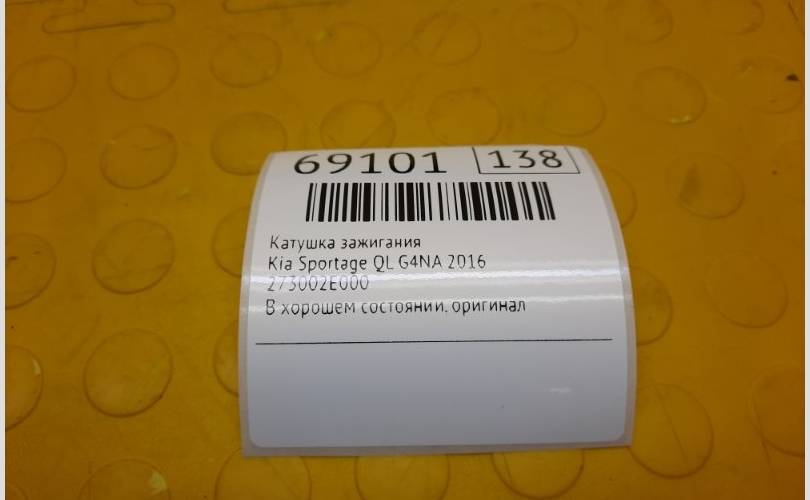 69101 138
Катушка зажигания
Kia Sportage QL G4NA 2016
273002E000
В хорошем состоянии, оригинал